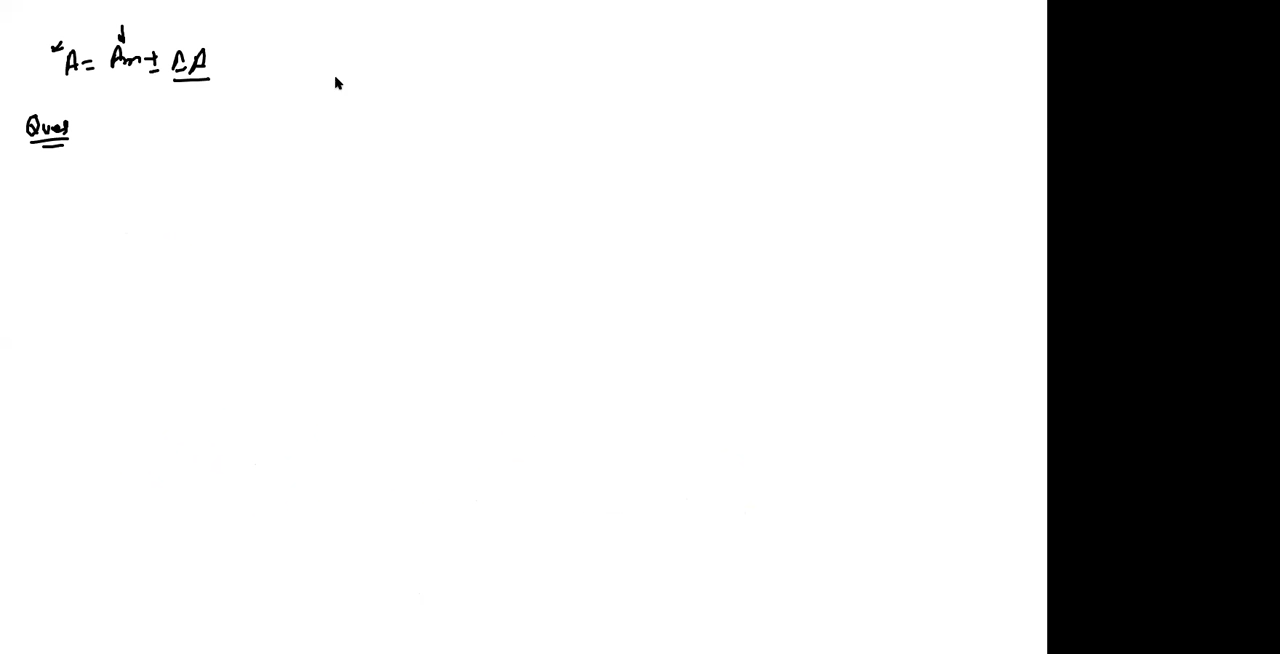 A = Am ± ΔA
Ques